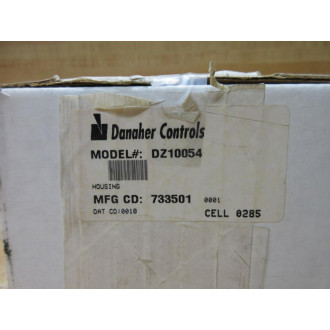 Danaher Controls
MODEL#: DZ10054
HOUSING
MFG CD: 733501 0001
DAT CD:0010 CELL 0285